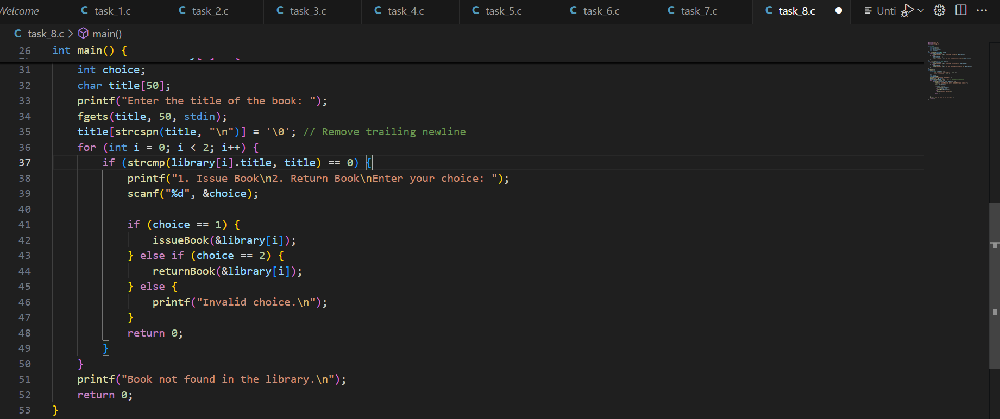 Welcome C task_1.c C task_2.c C task_3.c C task_4.c C task_5.c C task_6.c C task_7.c C task_8.c Unti
C task_8.c > main()
26 int main() {
31 int choice;
32 char title[50];
33 printf("Enter the title of the book: ");
34 fgets(title, 50, stdin);
35 title[strcspn(title, "\n")] = '\0'; // Remove trailing newline
36 for (int i = 0; i < 2; i++) {
37 if (strcmp(library[i].title, title) == 0) {
38 printf("1. Issue Book\n2. Return Book\nEnter your choice: ");
39 scanf("%d", &choice);
40
41 if (choice == 1) {
42 issueBook(&library[i]);
43 } else if (choice == 2) {
44 returnBook(&library[i]);
45 } else {
46 printf("Invalid choice.\n");
47 }
48 return 0;
49 }
50 }
51 printf("Book not found in the library.\n");
52 return 0;
53 }